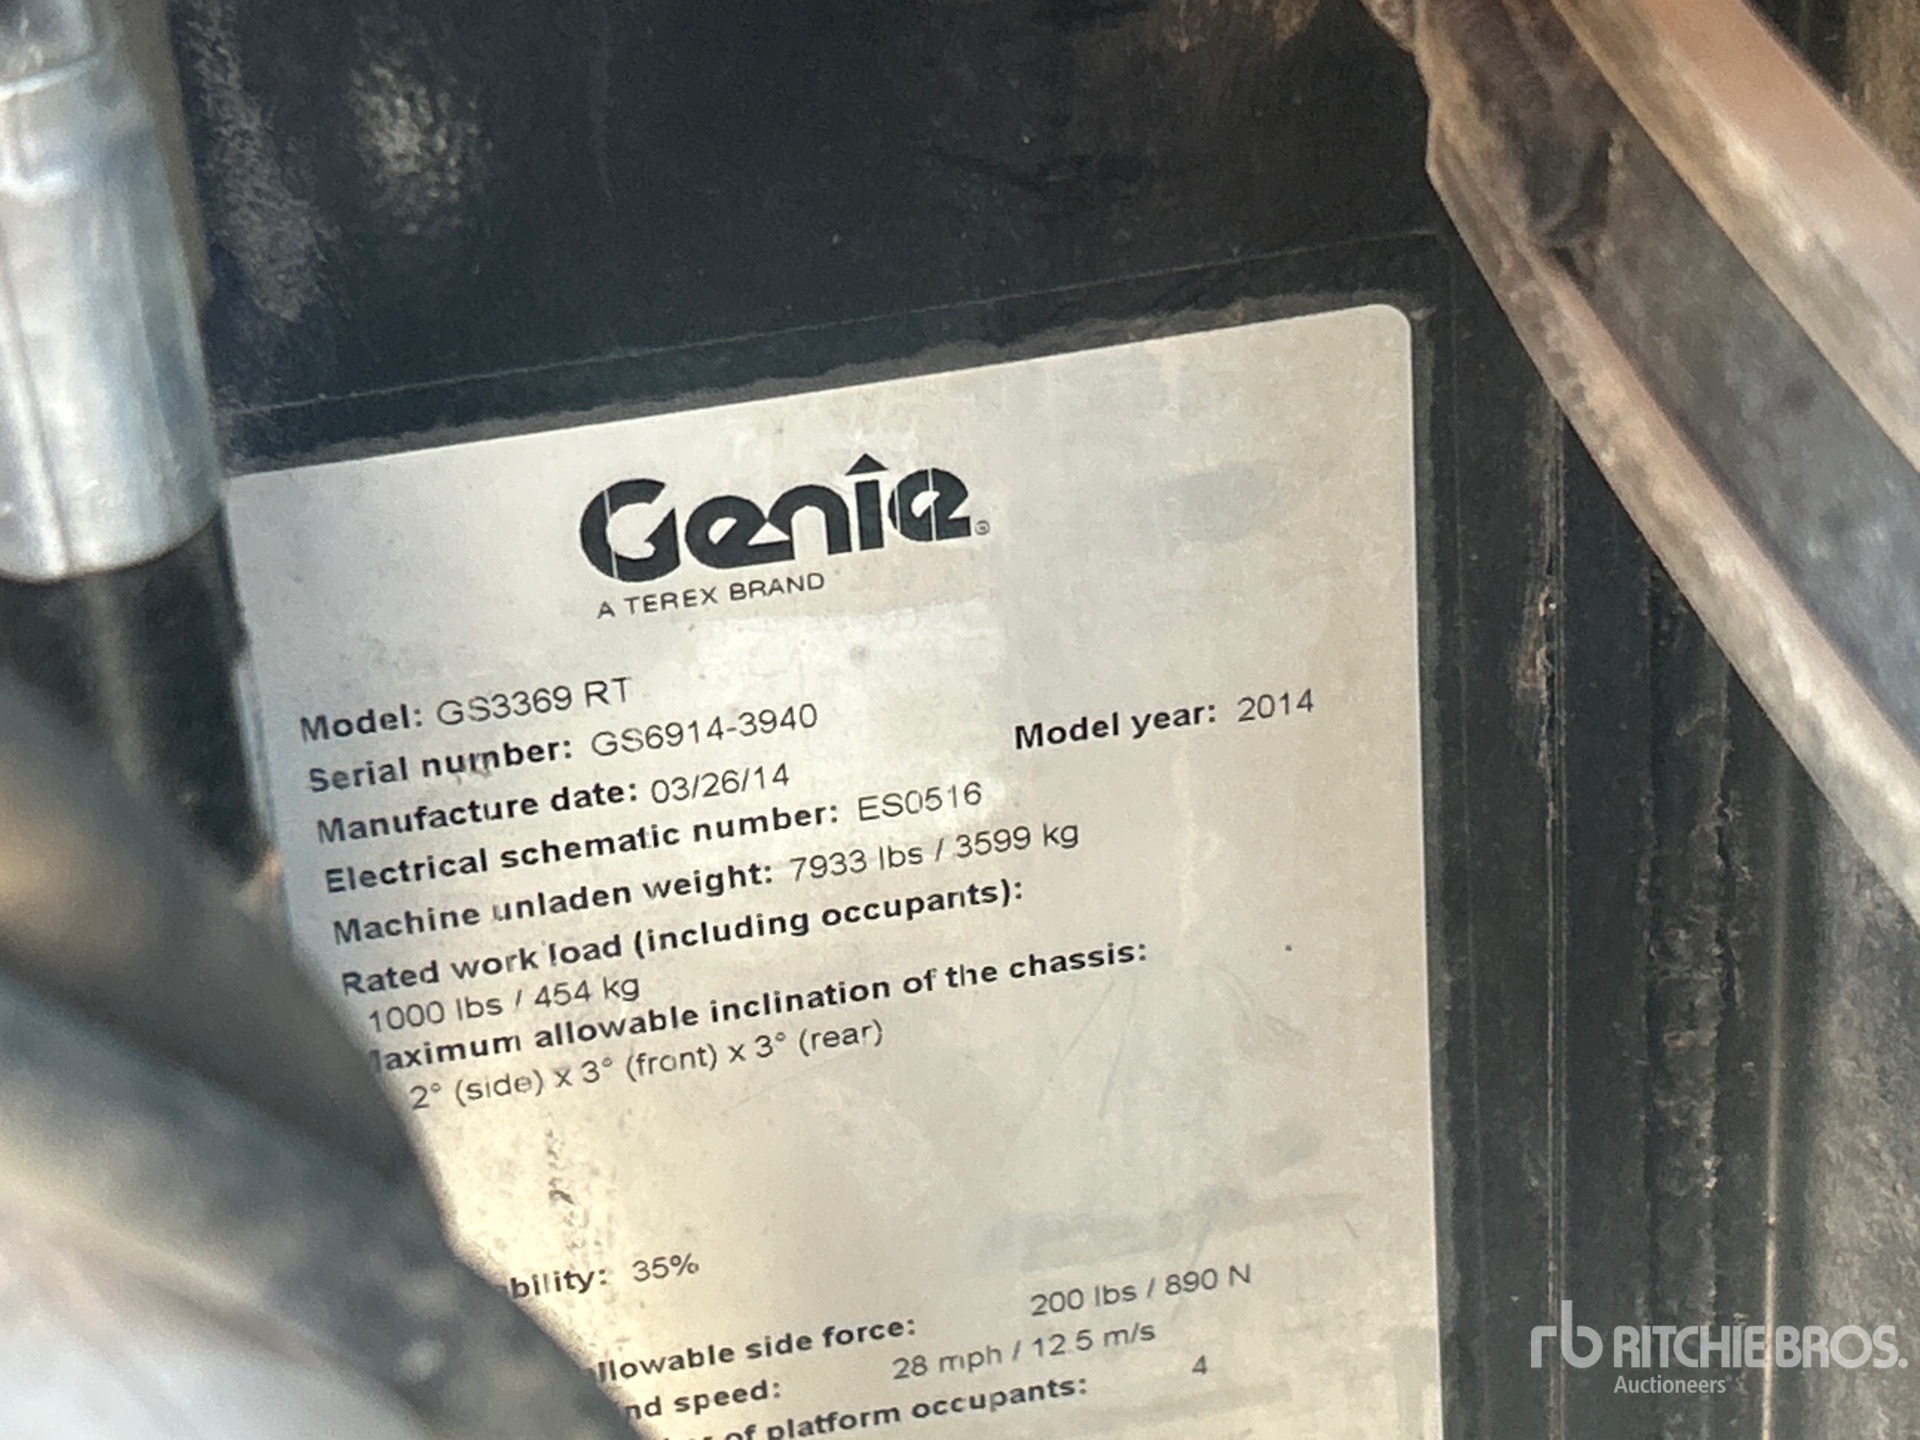 Genie®
A TEREX BRAND
Model: GS3369 RT
Serial number: GS6914-3940
Model year: 2014
Manufacture date: 03/26/14
Electrical schematic number: ES0516
Machine unladen weight: 7933 lbs / 3599 kg
Rated work load (including occupants):
1000 lbs / 454 kg
aximum allowable inclination of the chassis:
2° (side) x 3° (front) x 3° (rear)
bility: 35%
llowable side force: 200 lbs / 890 N
nd speed: 28 mph / 12.5 m/s
of platform occupants: 4
rb RITCHIE BROS.
Auctioneers